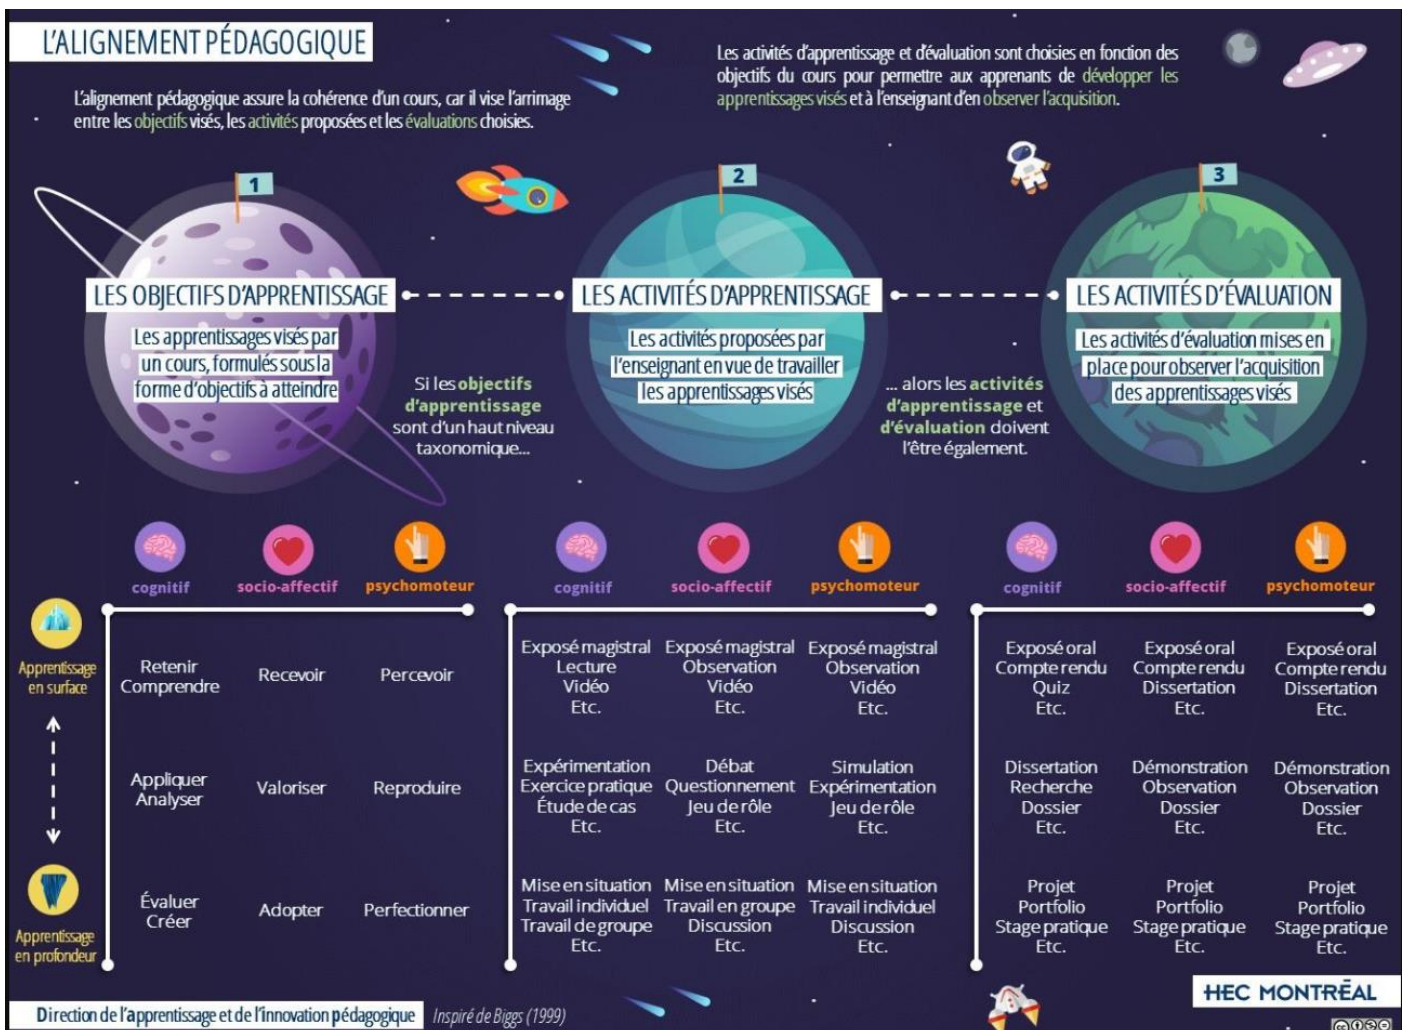 L'ALIGNEMENT PÉDAGOGIQUE
L'alignement pédagogique assure la cohérence d'un cours, car il vise l'arrimage
entre les objectifs visés, les activités proposées et les évaluations choisies.
Les activités d'apprentissage et d'évaluation sont choisies en fonction des
objectifs du cours pour permettre aux apprenants de développer les
apprentissages visés et à l'enseignant d'en observer l'acquisition.
1
LES OBJECTIFS D'APPRENTISSAGE
Les apprentissages visés par
un cours, formulés sous la
forme d'objectifs à atteindre
Si les objectifs
d'apprentissage
sont d'un haut niveau
taxonomique...
2
LES ACTIVITÉS D'APPRENTISSAGE
Les activités proposées par
l'enseignant en vue de travailler
les apprentissages visés
... alors les activités
d'apprentissage et
d'évaluation doivent
l'être également.
3
LES ACTIVITÉS D'ÉVALUATION
Les activités d'évaluation mises en
place pour observer l'acquisition
des apprentissages visés
cognitif
socio-affectif
psychomoteur
cognitif
socio-affectif
psychomoteur
cognitif
socio-affectif
psychomoteur
Apprentissage
en surface
Retenir
Comprendre
Recevoir
Percevoir
Exposé magistral
Lecture
Vidéo
Etc.
Exposé magistral
Observation
Vidéo
Etc.
Exposé magistral
Observation
Vidéo
Etc.
Exposé oral
Compte rendu
Quiz
Etc.
Exposé oral
Compte rendu
Dissertation
Etc.
Exposé oral
Compte rendu
Dissertation
Etc.
Appliquer
Analyser
Valoriser
Reproduire
Expérimentation
Exercice pratique
Étude de cas
Etc.
Débat
Questionnement
Jeu de rôle
Etc.
Simulation
Expérimentation
Jeu de rôle
Etc.
Dissertation
Recherche
Dossier
Etc.
Démonstration
Observation
Dossier
Etc.
Démonstration
Observation
Dossier
Etc.
Apprentissage
en profondeur
Évaluer
Créer
Adopter
Perfectionner
Mise en situation
Travail individuel
Travail de groupe
Etc.
Mise en situation
Travail en groupe
Discussion
Etc.
Mise en situation
Travail individuel
Discussion
Etc.
Projet
Portfolio
Stage pratique
Etc.
Projet
Portfolio
Stage pratique
Etc.
Projet
Portfolio
Stage pratique
Etc.
Direction de l'apprentissage et de l'innovation pédagogique
Inspiré de Biggs (1999)
HEC MONTRĒAL